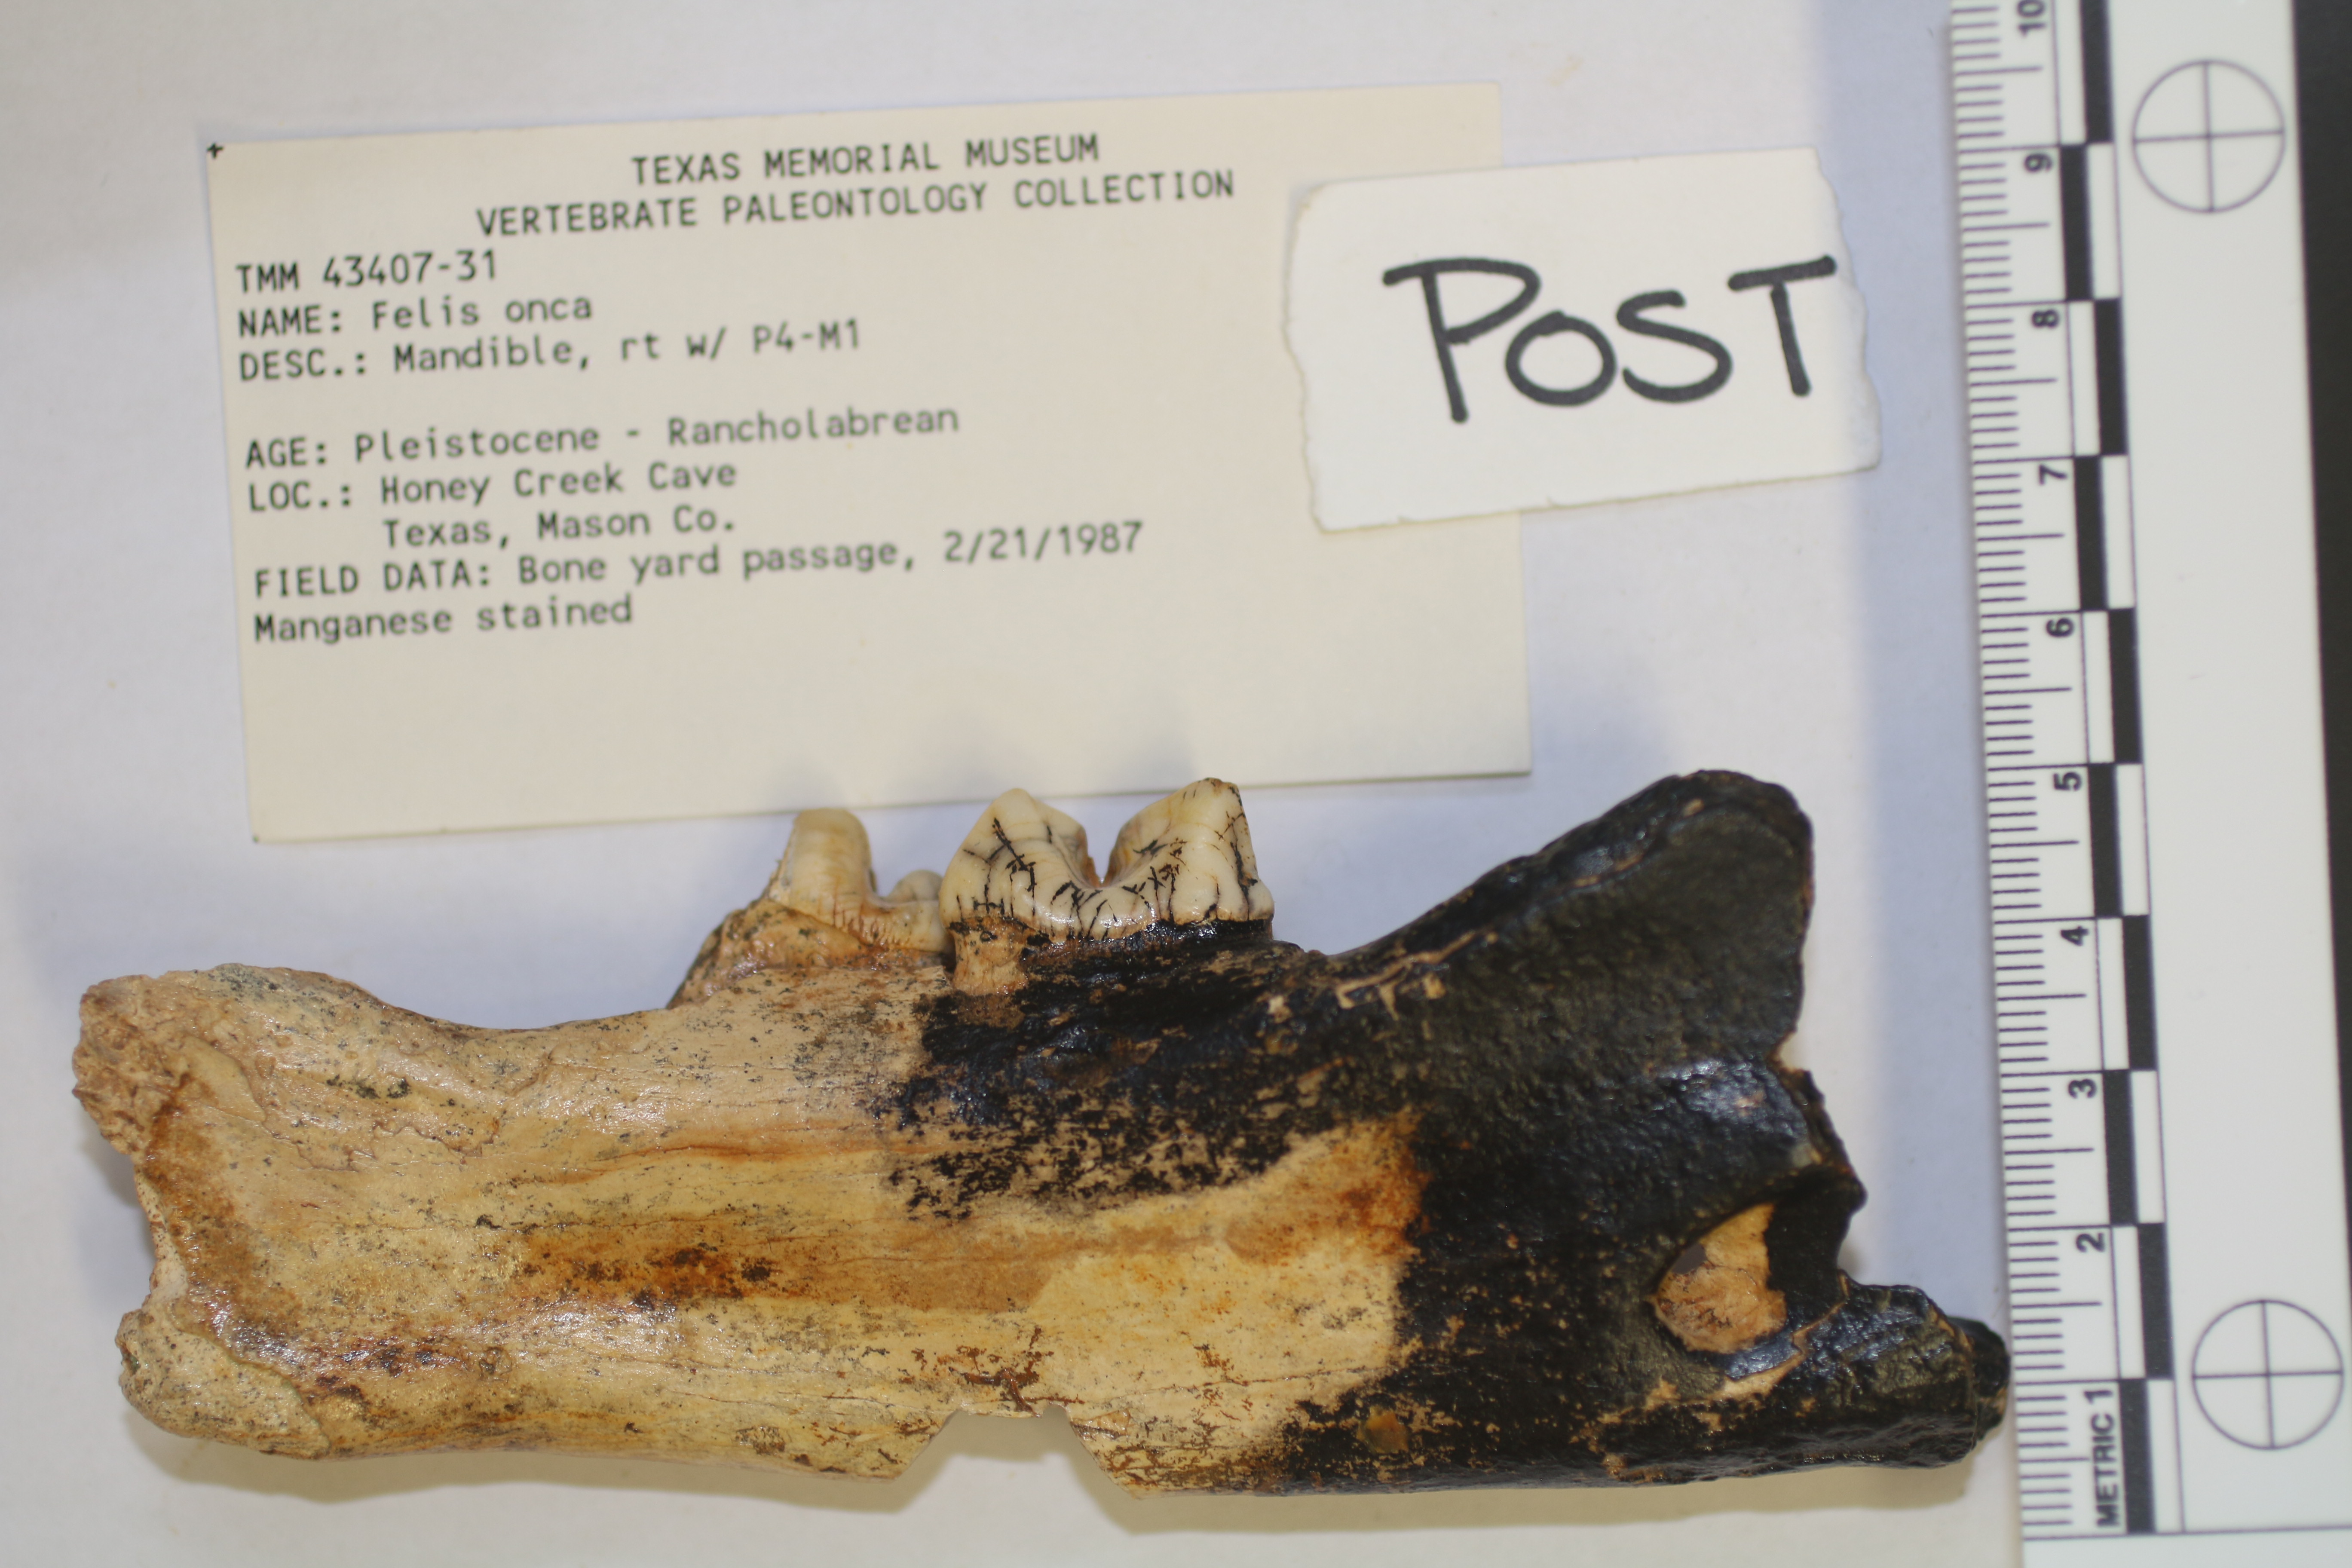 TEXAS MEMORIAL MUSEUM
VERTEBRATE PALEONTOLOGY COLLECTION
TMM 43407-31
NAME: Felis onca
DESC.: Mandible, rt w/ P4-M1
AGE: Pleistocene - Rancholabrean
LOC.: Honey Creek Cave
Texas, Mason Co.
FIELD DATA: Bone yard passage, 2/21/1987
Manganese stained
POST
10
9
8
7
6
5
4
3
2
METRIC 1